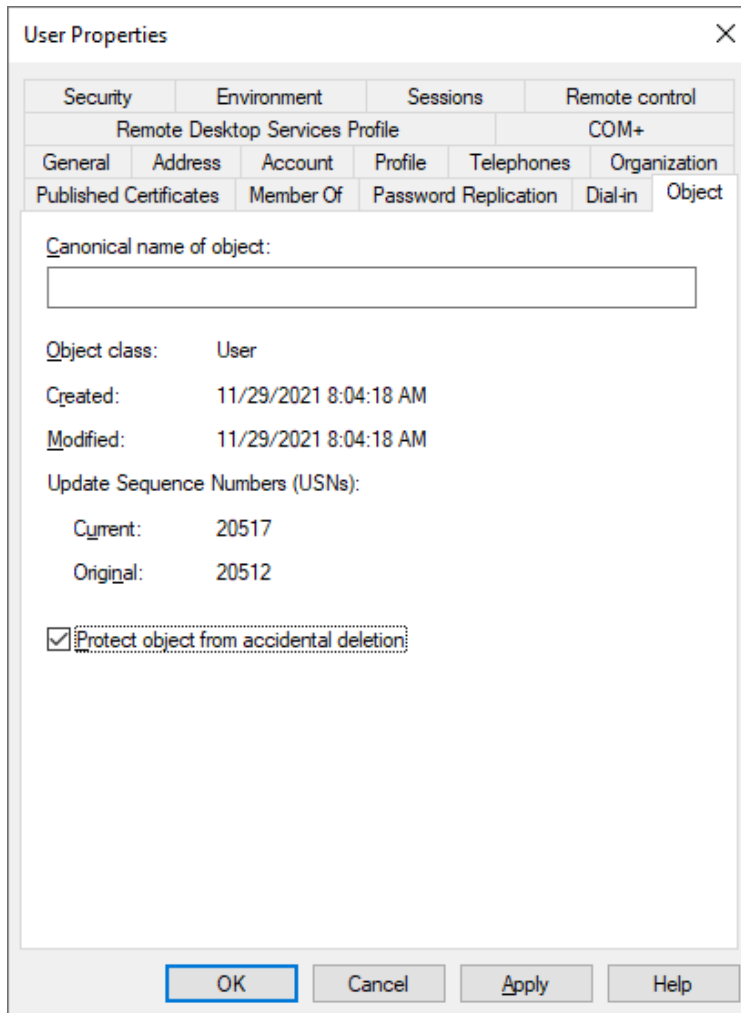 User Properties
Security Environment Sessions Remote control
Remote Desktop Services Profile COM+
General Address Account Profile Telephones Organization
Published Certificates Member Of Password Replication Dial-in Object
Canonical name of object:
Object class: User
Created: 11/29/2021 8:04:18 AM
Modified: 11/29/2021 8:04:18 AM
Update Sequence Numbers (USNs):
Current: 20517
Original: 20512
Protect object from accidental deletion
OK Cancel Apply Help